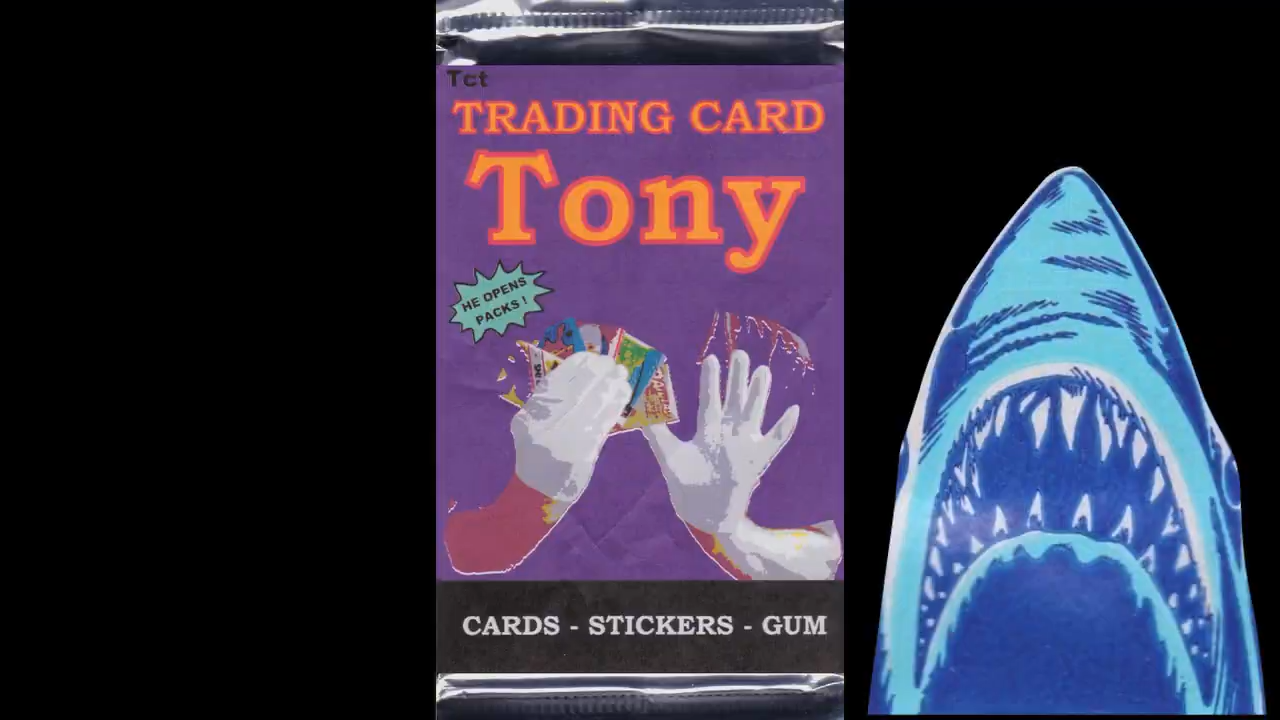 Tct
TRADING CARD
Tony
HE OPENS
PACKS !
CARDS - STICKERS - GUM